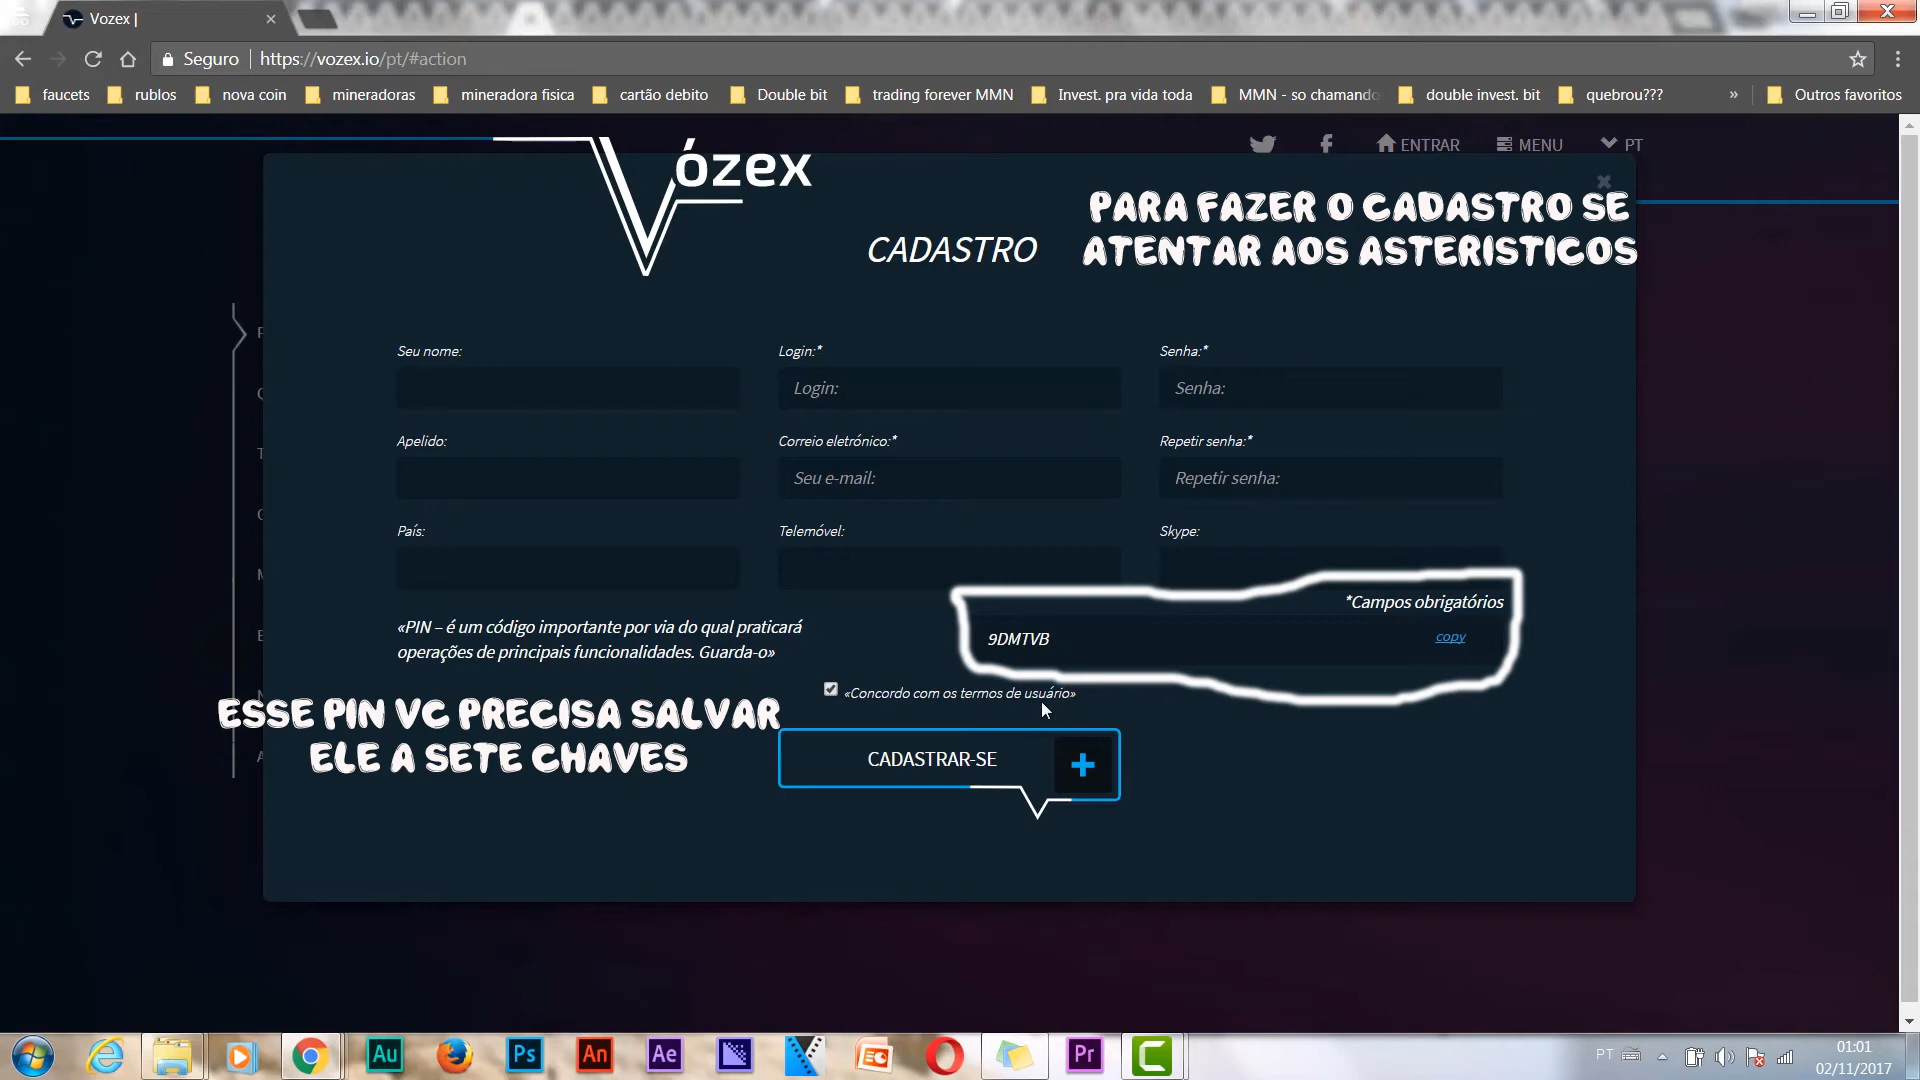 Vozex |
Seguro
https://vozex.io/pt/#action
faucets
rublos
nova coin
mineradoras
mineradora fisica
cartão debito
Double bit
trading forever MMN
Invest. pra vida toda
MMN - so chamando
double invest. bit
quebrou???
»
Outros favoritos
Vózex
ENTRAR
MENU
PT
CADASTRO
PARA FAZER O CADASTRO SE
ATENTAR AOS ASTERISTICOS
Seu nome:
Login:*
Senha:*
Login:
Senha:
Apelido:
Correio eletrónico:*
Repetir senha:*
Seu e-mail:
Repetir senha:
País:
Telemóvel:
Skype:
*Campos obrigatórios
«PIN – é um código importante por via do qual praticará
operações de principais funcionalidades. Guarda-o»
9DMTVB
copy
«Concordo com os termos de usuário»
ESSE PIN VC PRECISA SALVAR
ELE A SETE CHAVES
CADASTRAR-SE
Au
Ps
An
Ae
Pr
PT
01:01
02/11/2017